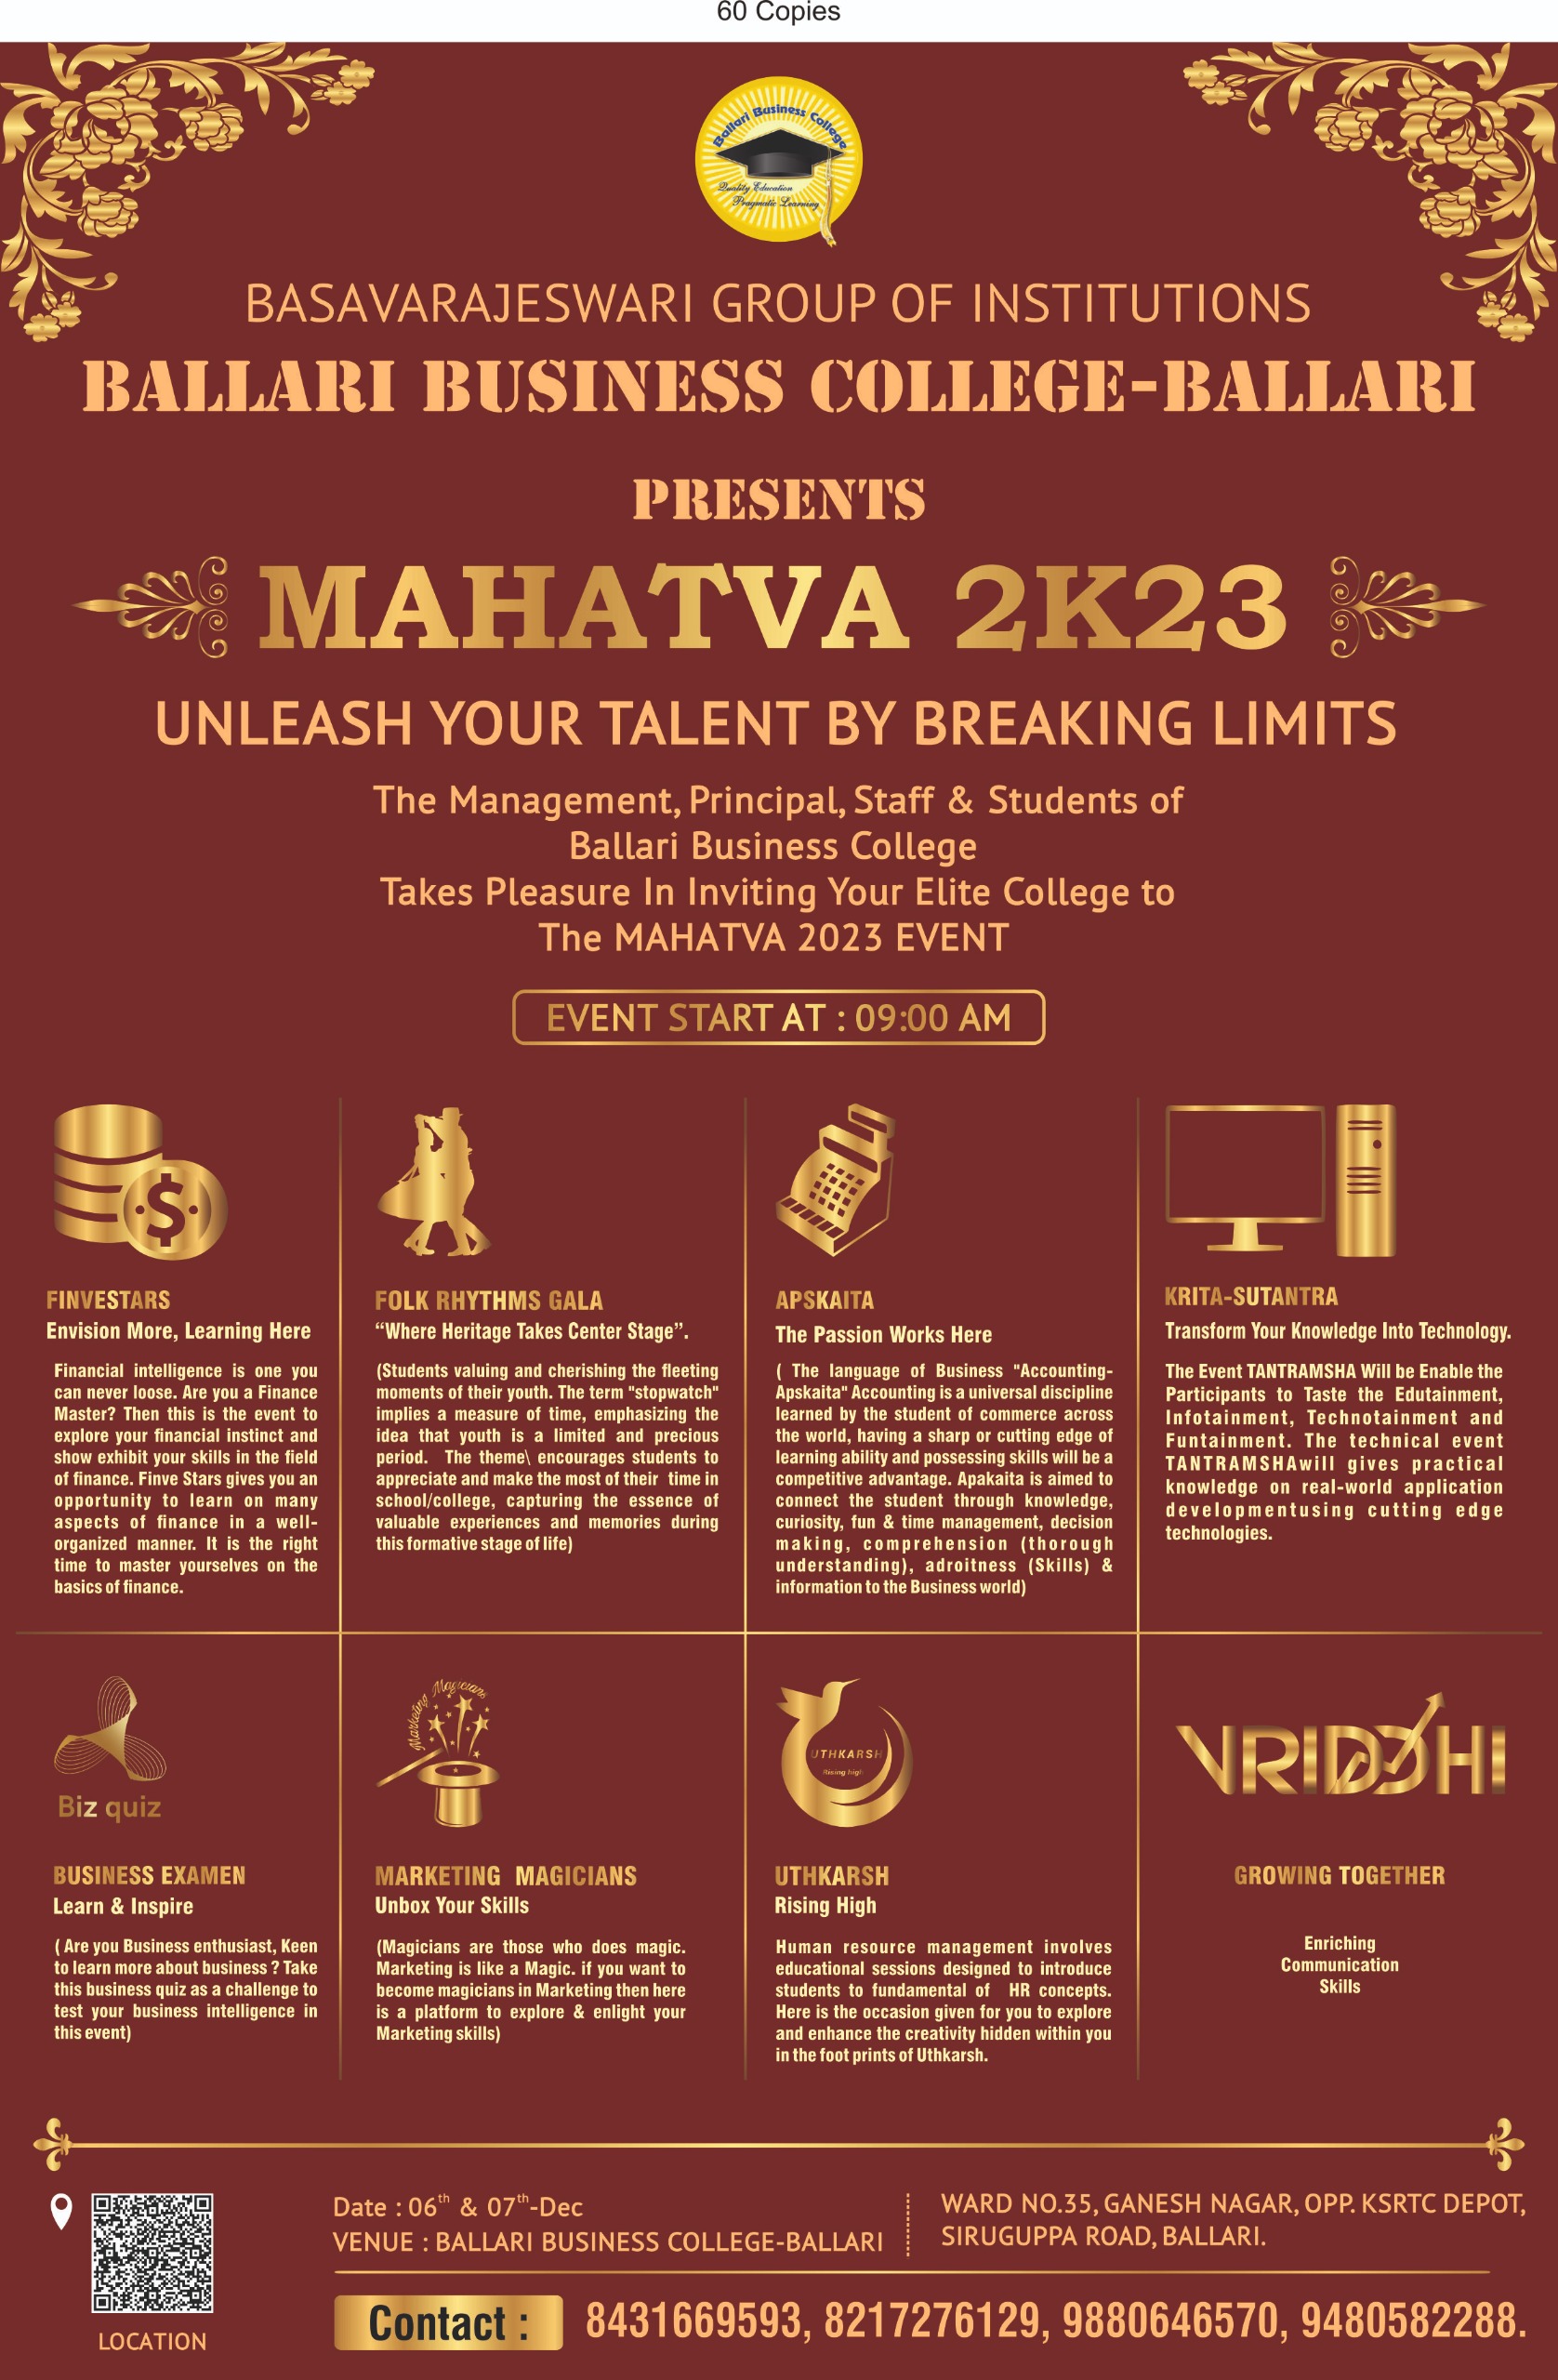 60 Copies
Ballari Business College
Quality Education
Pragmatic Learning
BASAVARAJESWARI GROUP OF INSTITUTIONS
BALLARI BUSINESS COLLEGE-BALLARI
PRESENTS
MAHATVA 2K23
UNLEASH YOUR TALENT BY BREAKING LIMITS
The Management, Principal, Staff & Students of
Ballari Business College
Takes Pleasure In Inviting Your Elite College to
The MAHATVA 2023 EVENT
EVENT START AT : 09:00 AM
FINVESTARS
Envision More, Learning Here
Financial intelligence is one you
can never loose. Are you a Finance
Master? Then this is the event to
explore your financial instinct and
show exhibit your skills in the field
of finance. Finve Stars gives you an
opportunity to learn on many
aspects of finance in a well-
organized manner. It is the right
time to master yourselves on the
basics of finance.
FOLK RHYTHMS GALA
“Where Heritage Takes Center Stage”.
(Students valuing and cherishing the fleeting
moments of their youth. The term "stopwatch"
implies a measure of time, emphasizing the
idea that youth is a limited and precious
period. The theme\ encourages students to
appreciate and make the most of their time in
school/college, capturing the essence of
valuable experiences and memories during
this formative stage of life)
APSKAITA
The Passion Works Here
( The language of Business "Accounting-
Apskaita" Accounting is a universal discipline
learned by the student of commerce across
the world, having a sharp or cutting edge of
learning ability and possessing skills will be a
competitive advantage. Apakaita is aimed to
connect the student through knowledge,
curiosity, fun & time management, decision
making, comprehension (thorough
understanding), adroitness (Skills) &
information to the Business world)
KRITA-SUTANTRA
Transform Your Knowledge Into Technology.
The Event TANTRAMSHA Will be Enable the
Participants to Taste the Edutainment,
Infotainment, Technotainment and
Funtainment. The technical event
TANTRAMSHAwill gives practical
knowledge on real-world application
developmentusing cutting edge
technologies.
Biz quiz
BUSINESS EXAMEN
Learn & Inspire
( Are you Business enthusiast, Keen
to learn more about business ? Take
this business quiz as a challenge to
test your business intelligence in
this event)
Marketing Magicians
MARKETING MAGICIANS
Unbox Your Skills
(Magicians are those who does magic.
Marketing is like a Magic. if you want to
become magicians in Marketing then here
is a platform to explore & enlight your
Marketing skills)
UTHKARSH
Rising high
UTHKARSH
Rising High
Human resource management involves
educational sessions designed to introduce
students to fundamental of HR concepts.
Here is the occasion given for you to explore
and enhance the creativity hidden within you
in the foot prints of Uthkarsh.
VRIDDHI
GROWING TOGETHER
Enriching
Communication
Skills
LOCATION
Date : 06th & 07th-Dec
VENUE : BALLARI BUSINESS COLLEGE-BALLARI
WARD NO.35, GANESH NAGAR, OPP. KSRTC DEPOT,
SIRUGUPPA ROAD, BALLARI.
Contact : 8431669593, 8217276129, 9880646570, 9480582288.